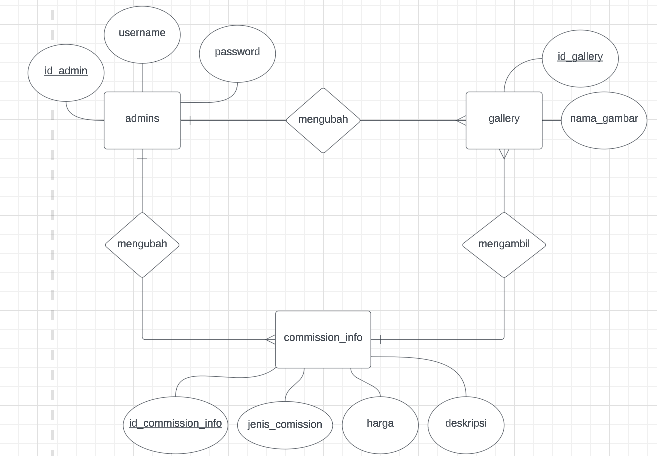 username
password
id_admin
id_gallery
admins
mengubah
gallery
nama_gambar
mengubah
mengambil
commission_info
id_commission_info
jenis_comission
harga
deskripsi